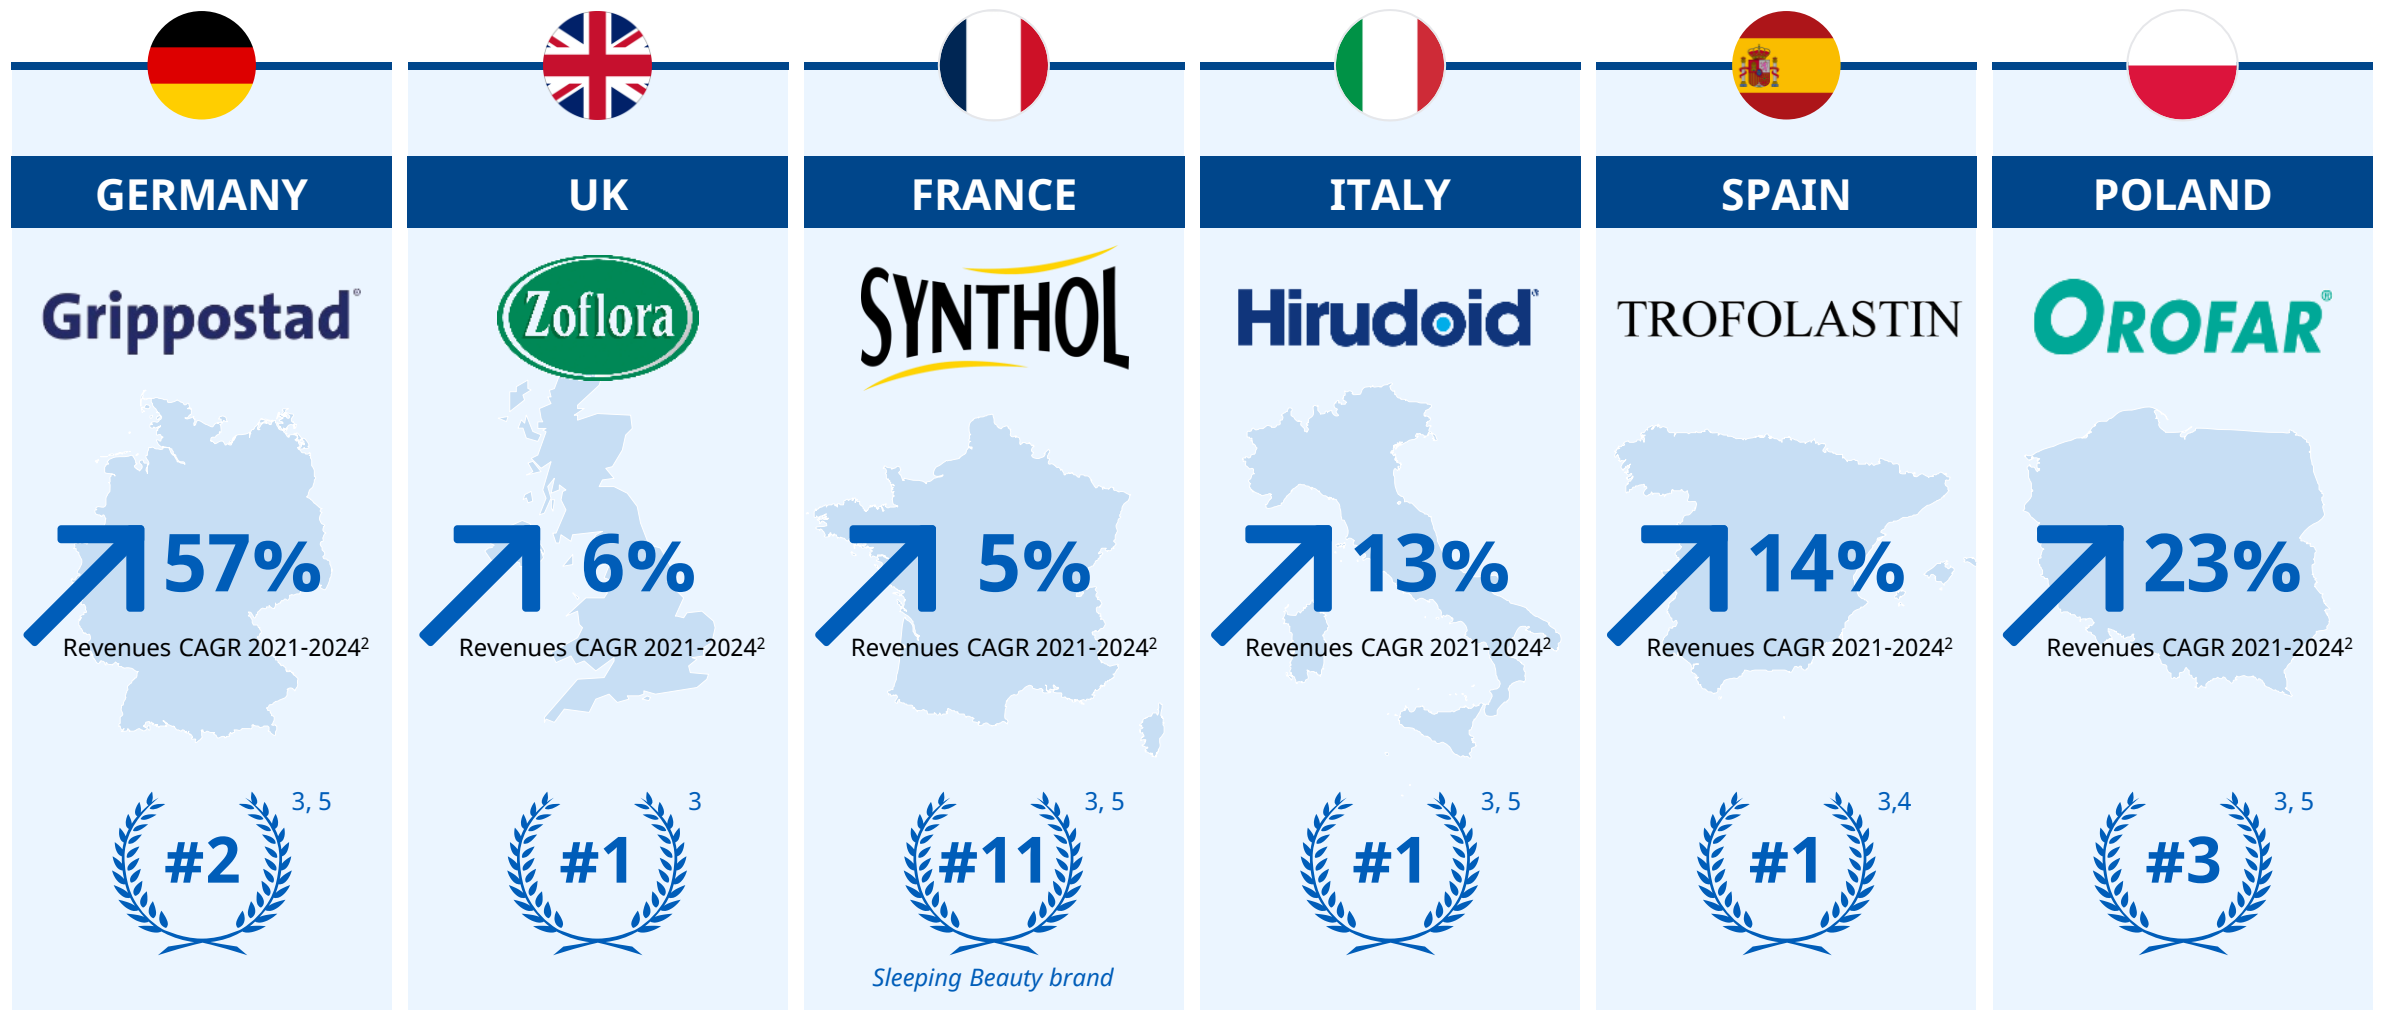 GERMANY
Grippostad®
57%
Revenues CAGR 2021-2024²
3, 5
#2
UK
Zoflora
6%
Revenues CAGR 2021-2024²
3
#1
FRANCE
SYNTHOL
5%
Revenues CAGR 2021-2024²
3, 5
#11
Sleeping Beauty brand
ITALY
Hirudoid®
13%
Revenues CAGR 2021-2024²
3, 5
#1
SPAIN
TROFOLASTIN
14%
Revenues CAGR 2021-2024²
3,4
#1
POLAND
OROFAR®
23%
Revenues CAGR 2021-2024²
3, 5
#3